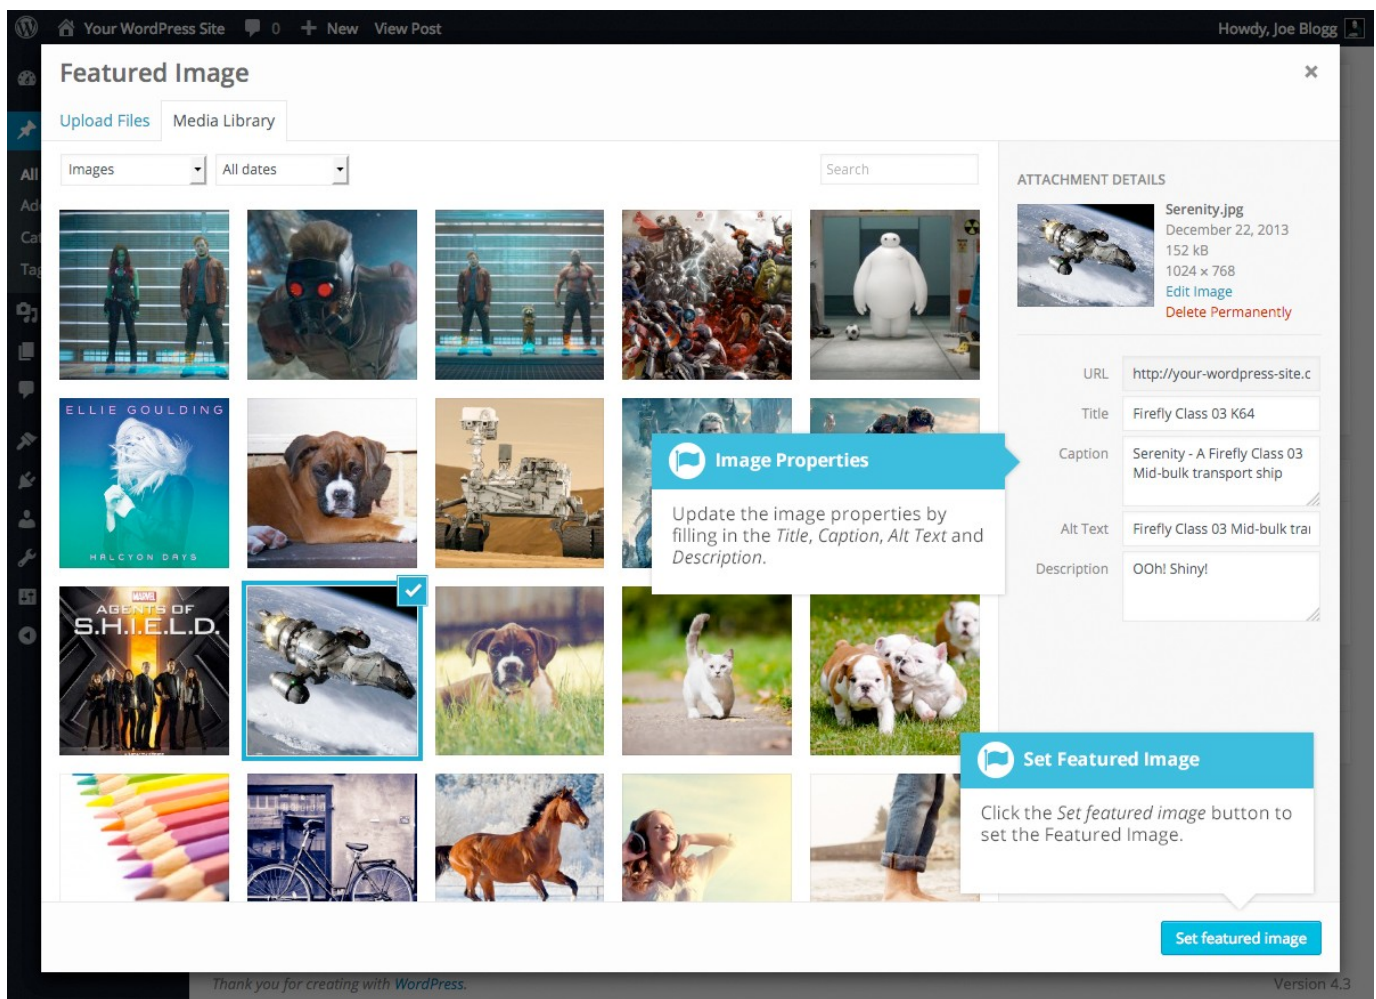 Your WordPress Site 0 New View Post
Howdy, Joe Blogg
Featured Image
Upload Files Media Library
Images All dates Search
ELLIE GOULDING
HALCYON DAYS
MARVEL
AGENTS OF
S.H.I.E.L.D.
Image Properties
Update the image properties by
filling in the Title, Caption, Alt Text and
Description.
ATTACHMENT DETAILS
Serenity.jpg
December 22, 2013
152 kB
1024 × 768
Edit Image
Delete Permanently
URL http://your-wordpress-site.c
Title Firefly Class 03 K64
Caption Serenity - A Firefly Class 03
Mid-bulk transport ship
Alt Text Firefly Class 03 Mid-bulk tra
Description OOh! Shiny!
Set Featured Image
Click the Set featured image button to
set the Featured Image.
Set featured image
All
Ad
Cat
Tag
Thank you for creating with WordPress.
Version 4.3